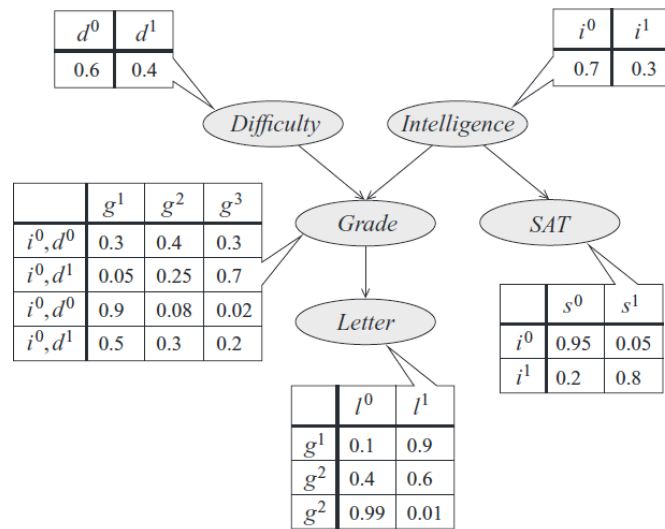 d⁰ d¹
0.6 0.4
i⁰ i¹
0.7 0.3
Difficulty
Intelligence
g¹ g² g³
i⁰, d⁰ 0.3 0.4 0.3
i⁰, d¹ 0.05 0.25 0.7
i⁰, d⁰ 0.9 0.08 0.02
i⁰, d¹ 0.5 0.3 0.2
Grade
SAT
Letter
s⁰ s¹
i⁰ 0.95 0.05
i¹ 0.2 0.8
l⁰ l¹
g¹ 0.1 0.9
g² 0.4 0.6
g² 0.99 0.01